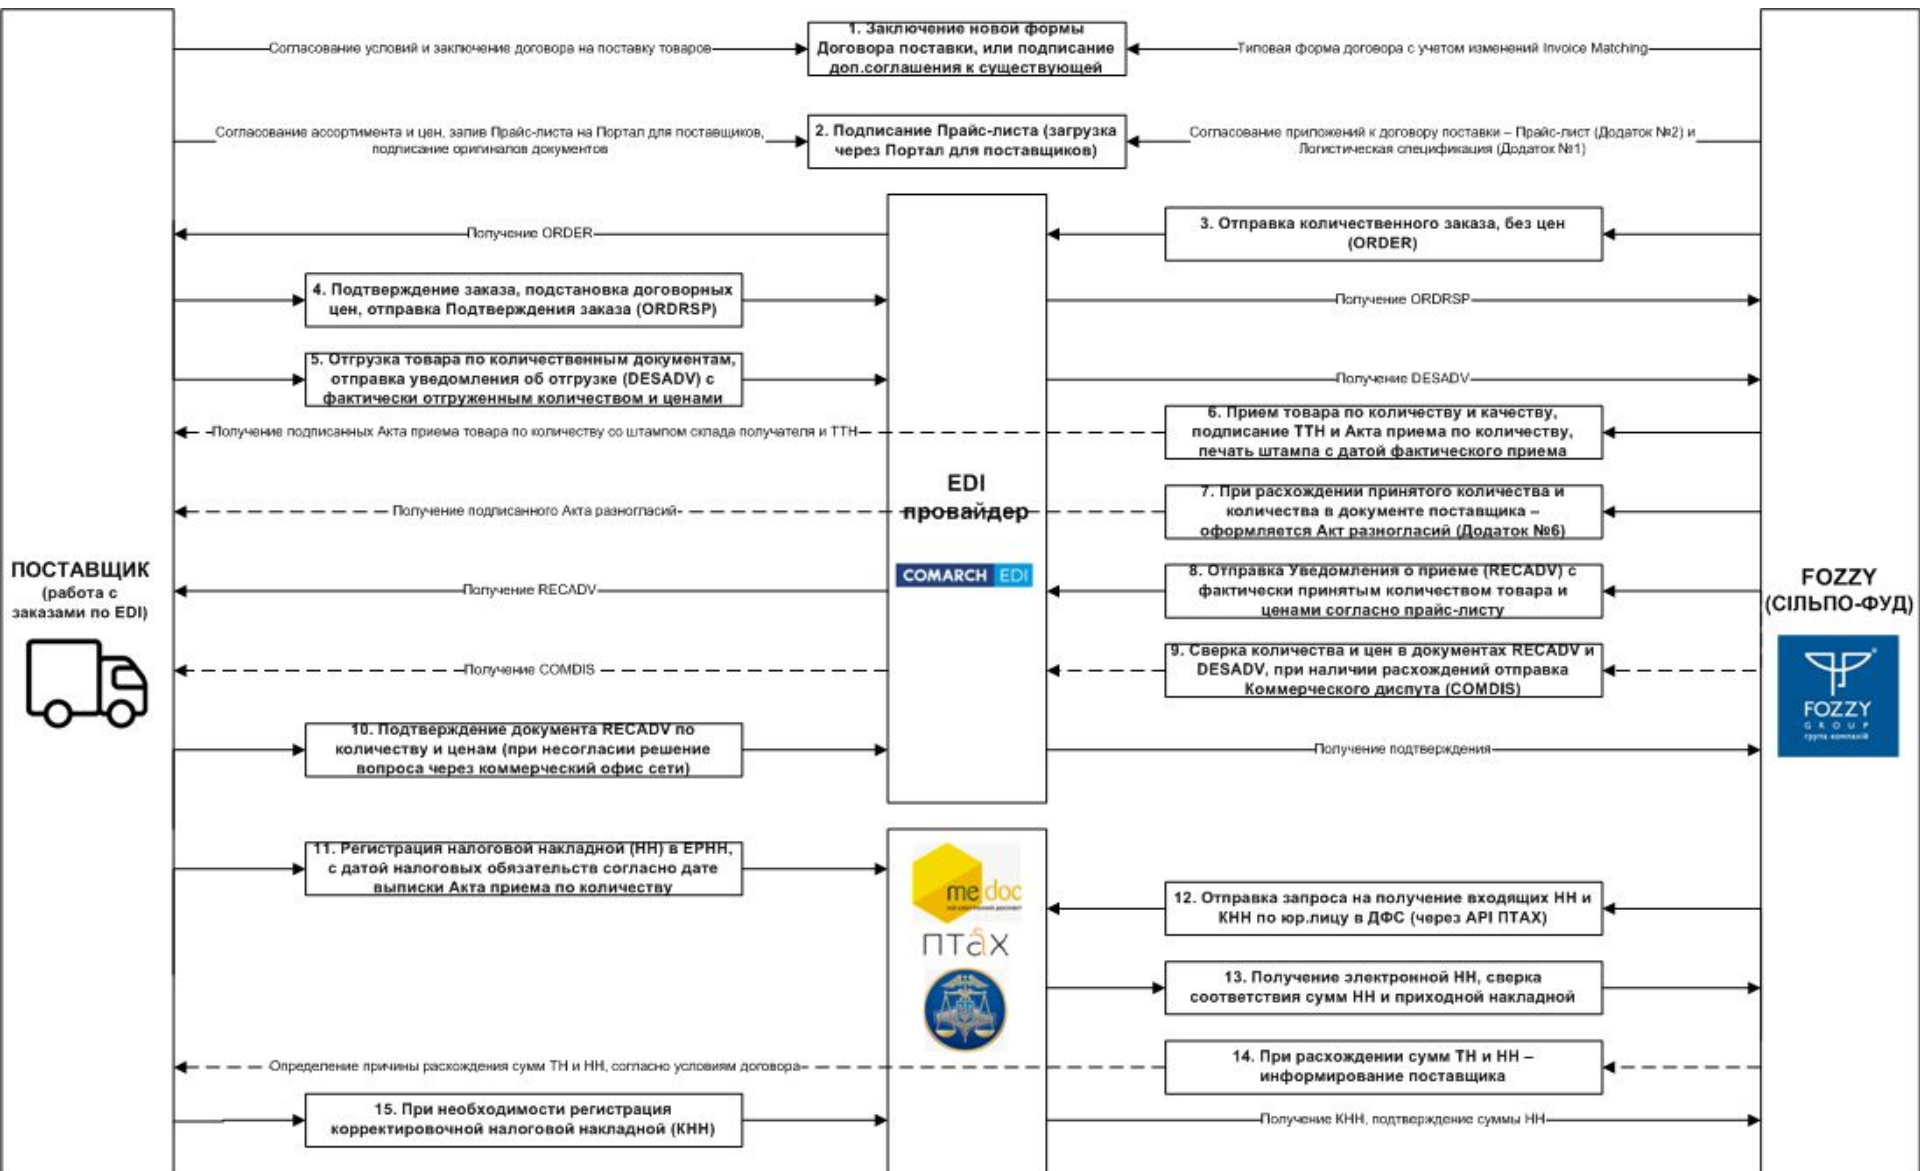 Согласование условий и заключение договора на поставку товаров
1. Заключение новой формы
Договора поставки, или подписание
доп.соглашения к существующей
Типовая форма договора с учетом изменений Invoice Matching
Согласование ассортимента и цен, залив Прайс-листа на Портал для поставщиков,
подписание оригиналов документов
2. Подписание Прайс-листа (загрузка
через Портал для поставщиков)
Согласование приложений к договору поставки – Прайс-лист (Додаток №2) и
Логистическая спецификация (Додаток №1)
Получение ORDER
3. Отправка количественного заказа, без цен
(ORDER)
4. Подтверждение заказа, подстановка договорных
цен, отправка Подтверждения заказа (ORDRSP)
Получение ORDRSP
5. Отгрузка товара по количественным документам,
отправка уведомления об отгрузке (DESADV) с
фактически отгруженным количеством и ценами
Получение DESADV
Получение подписанных Акта приема товара по количеству со штампом склада получателя и ТТН
6. Прием товара по количеству и качеству,
подписание ТТН и Акта приема по количеству,
печать штампа с датой фактического приема
EDI
провайдер
COMARCH EDI
Получение подписанного Акта разногласий
7. При расхождении принятого количества и
количества в документе поставщика –
оформляется Акт разногласий (Додаток №6)
ПОСТАВЩИК
(работа с
заказами по EDI)
Получение RECADV
8. Отправка Уведомления о приеме (RECADV) с
фактически принятым количеством товара и
ценами согласно прайс-листу
FOZZY
(СІЛЬПО-ФУД)
FOZZY
GROUP
група компаній
Получение COMDIS
9. Сверка количества и цен в документах RECADV и
DESADV, при наличии расхождений отправка
Коммерческого диспута (COMDIS)
10. Подтверждение документа RECADV по
количеству и ценам (при несогласии решение
вопроса через коммерческий офис сети)
Получение подтверждения
11. Регистрация налоговой накладной (НН) в ЕРНН,
с датой налоговых обязательств согласно дате
выписки Акта приема по количеству
me doc
птах
12. Отправка запроса на получение входящих НН и
КНН по юр.лицу в ДФС (через API ПТАХ)
13. Получение электронной НН, сверка
соответствия сумм НН и приходной накладной
Определение причины расхождения сумм ТН и НН, согласно условиям договора
14. При расхождении сумм ТН и НН –
информирование поставщика
15. При необходимости регистрация
корректировочной налоговой накладной (КНН)
Получение КНН, подтверждение суммы НН